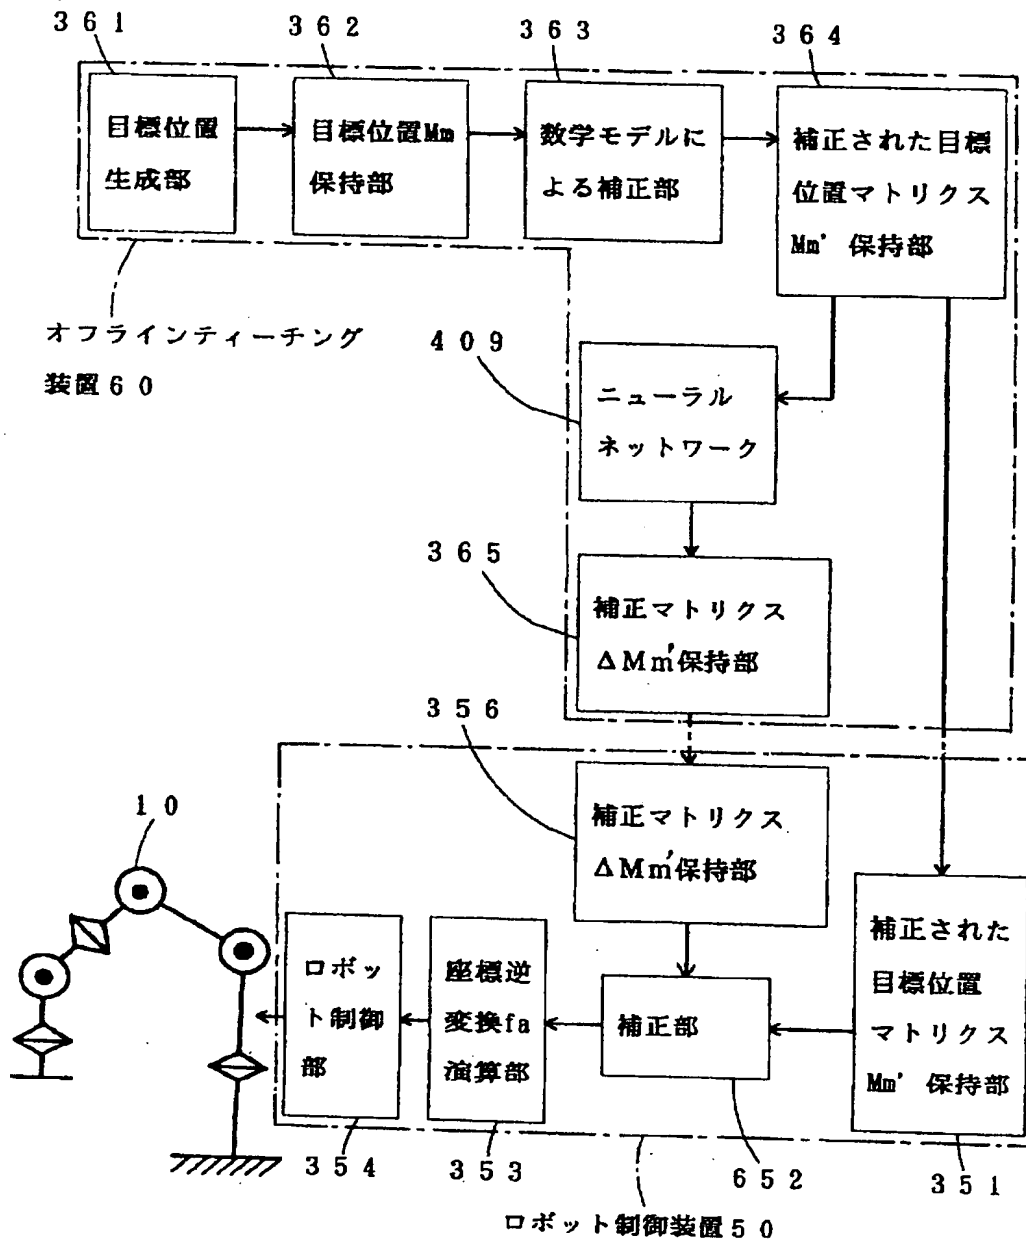 ３６１
３６２
３６３
３６４
目標位置
生成部
目標位置Mm
保持部
数学モデルに
よる補正部
補正された目標
位置マトリクス
Mm' 保持部
オフラインティーチング
装置６０
４０９
ニューラル
ネットワーク
３６５
補正マトリクス
ΔMm'保持部
３５６
補正マトリクス
ΔMm'保持部
１０
ロボッ
ト制御
部
座標逆
変換fa
演算部
補正部
補正された
目標位置
マトリクス
Mm' 保持部
３５４
３５３
６５２
３５１
ロボット制御装置５０